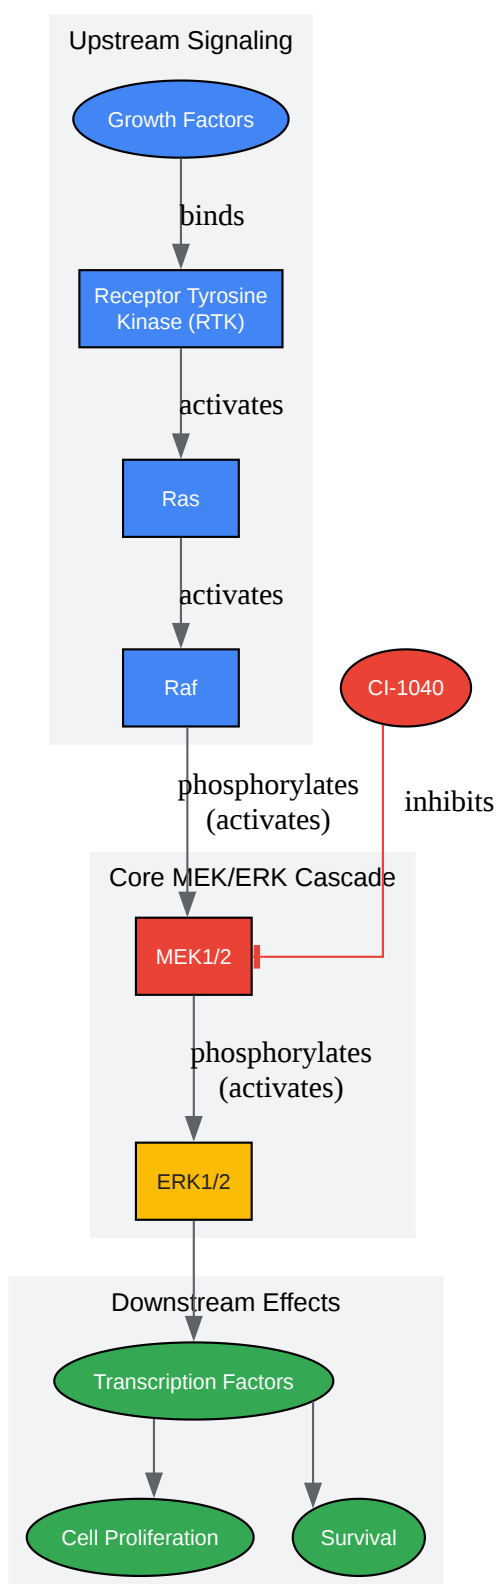 Upstream Signaling
Growth Factors
binds
Receptor Tyrosine
Kinase (RTK)
activates
Ras
activates
Raf
CI-1040
phosphorylates
(activates)
inhibits
Core MEK/ERK Cascade
MEK1/2
phosphorylates
(activates)
ERK1/2
Downstream Effects
Transcription Factors
Cell Proliferation
Survival